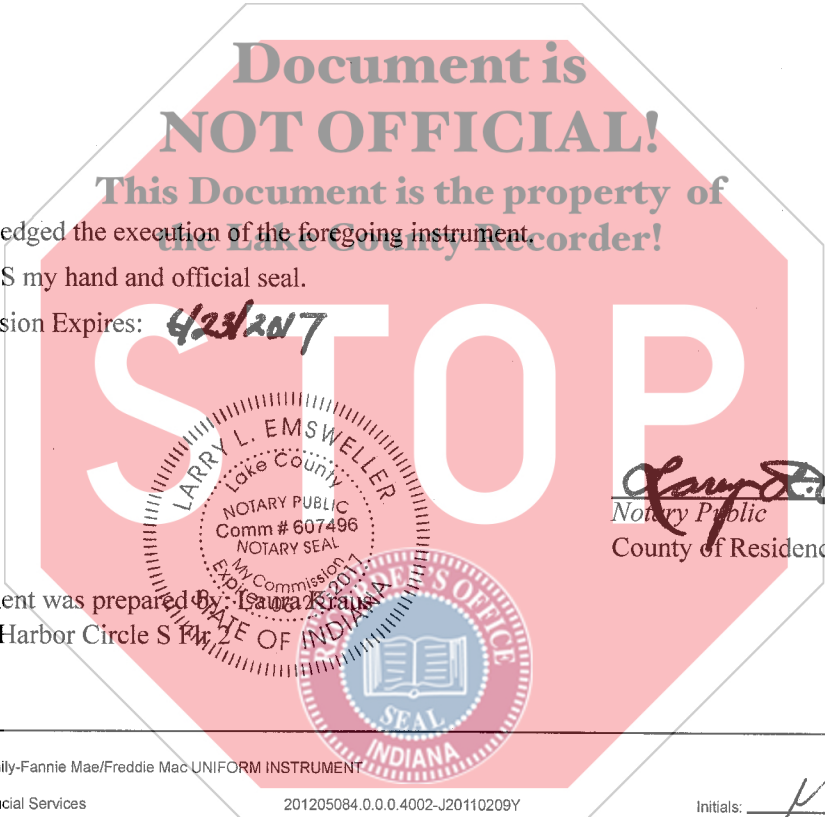 Document is
NOT OFFICIAL!
This Document is the property of
the Lake County Recorder!
edged the execution of the foregoing instrument.
S my hand and official seal.
sion Expires: 6/23/2017
STOP
LARRY L. EMSWELLER
Lake County
NOTARY PUBLIC
Comm # 607496
NOTARY SEAL
My Commission
Expires 06-23-2017
STATE OF INDIANA
Notary Public
County of Residenc
ent was prepared by: Laura Kraus
Harbor Circle S Flr 2
RECORDER'S OFFICE
SEAL
INDIANA
ily-Fannie Mae/Freddie Mac UNIFORM INSTRUMENT
cial Services
201205084.0.0.0.4002-J20110209Y
Initials: